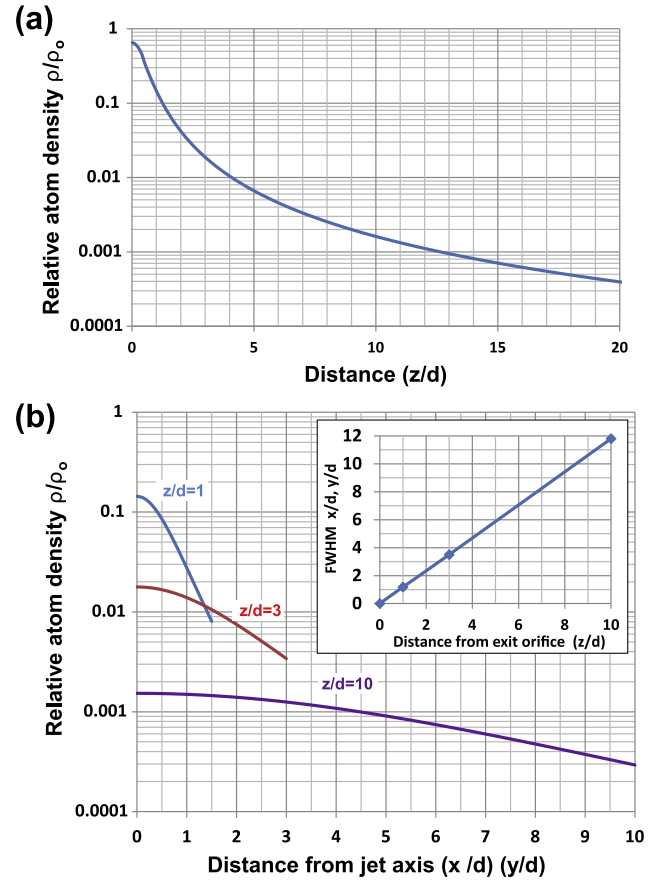 (a)
Relative atom density ρ/ρo
1
0.1
0.01
0.001
0.0001
0 5 10 15 20
Distance (z/d)
(b)
Relative atom density ρ/ρo
1
0.1
0.01
0.001
0.0001
z/d=1
z/d=3
z/d=10
FWHM x/d, y/d
12
10
8
6
4
2
0
0 2 4 6 8 10
Distance from exit orifice (z/d)
0 1 2 3 4 5 6 7 8 9 10
Distance from jet axis (x /d) (y/d)